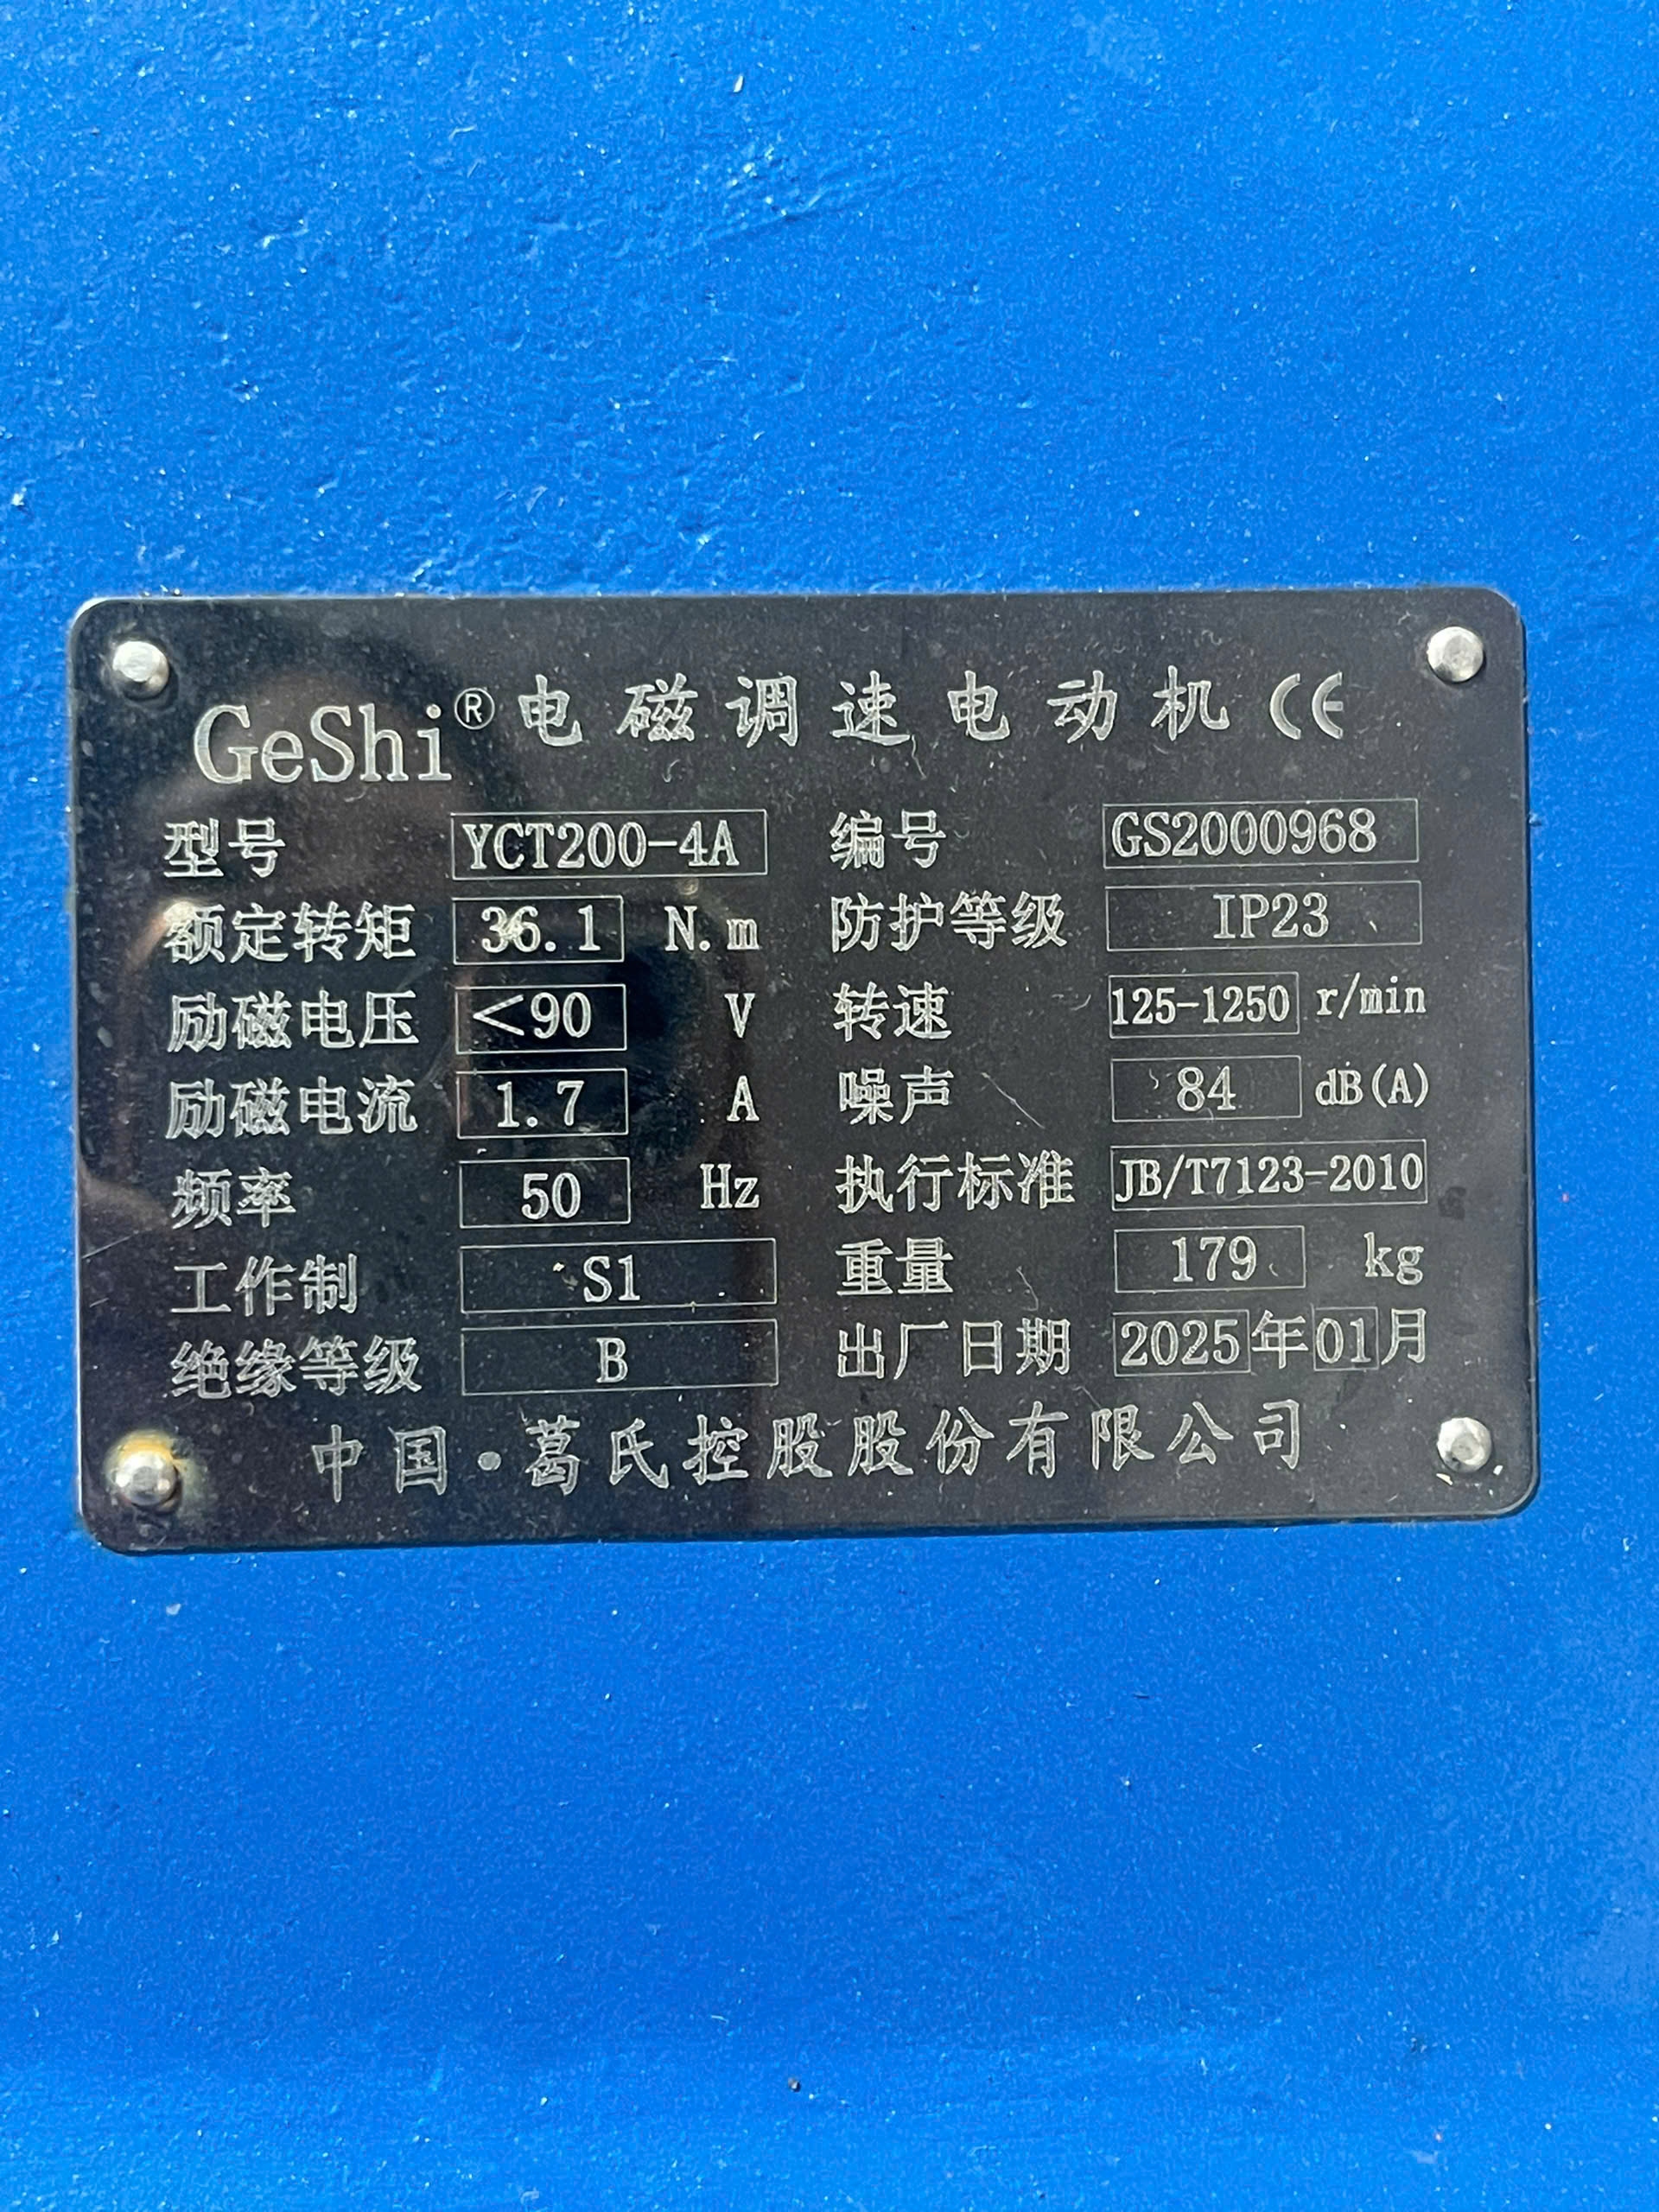 GeShi® 电磁调速电动机 CE
型号 YCT200-4A 编号 GS2000968
额定转矩 36.1 N.m 防护等级 IP23
励磁电压 <90 V 转速 125-1250 r/min
励磁电流 1.7 A 噪声 84 dB(A)
频率 50 Hz 执行标准 JB/T7123-2010
工作制 S1 重量 179 kg
绝缘等级 B 出厂日期 2025年01月
中国·葛氏控股股份有限公司